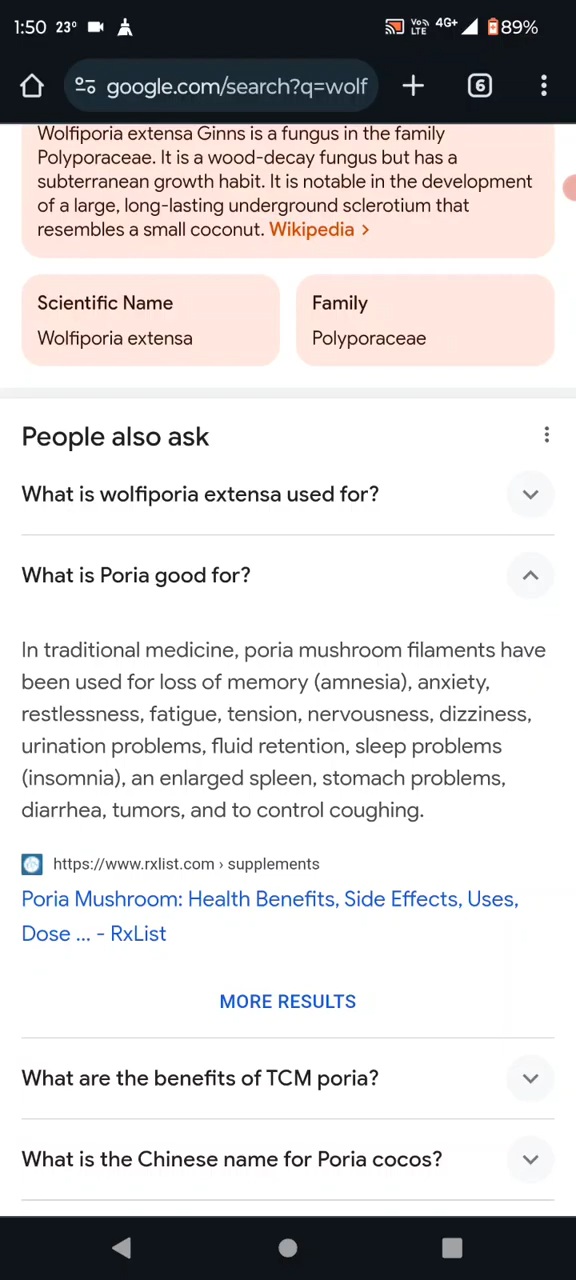 1:50 23° Vo) LTE 4G+ 89%
google.com/search?q=wolf 6
Wolfiporia extensa Ginns is a fungus in the family
Polyporaceae. It is a wood-decay fungus but has a
subterranean growth habit. It is notable in the development
of a large, long-lasting underground sclerotium that
resembles a small coconut. Wikipedia >
Scientific Name
Wolfiporia extensa
Family
Polyporaceae
People also ask
What is wolfiporia extensa used for?
What is Poria good for?
In traditional medicine, poria mushroom filaments have
been used for loss of memory (amnesia), anxiety,
restlessness, fatigue, tension, nervousness, dizziness,
urination problems, fluid retention, sleep problems
(insomnia), an enlarged spleen, stomach problems,
diarrhea, tumors, and to control coughing.
https://www.rxlist.com › supplements
Poria Mushroom: Health Benefits, Side Effects, Uses,
Dose ... - RxList
MORE RESULTS
What are the benefits of TCM poria?
What is the Chinese name for Poria cocos?